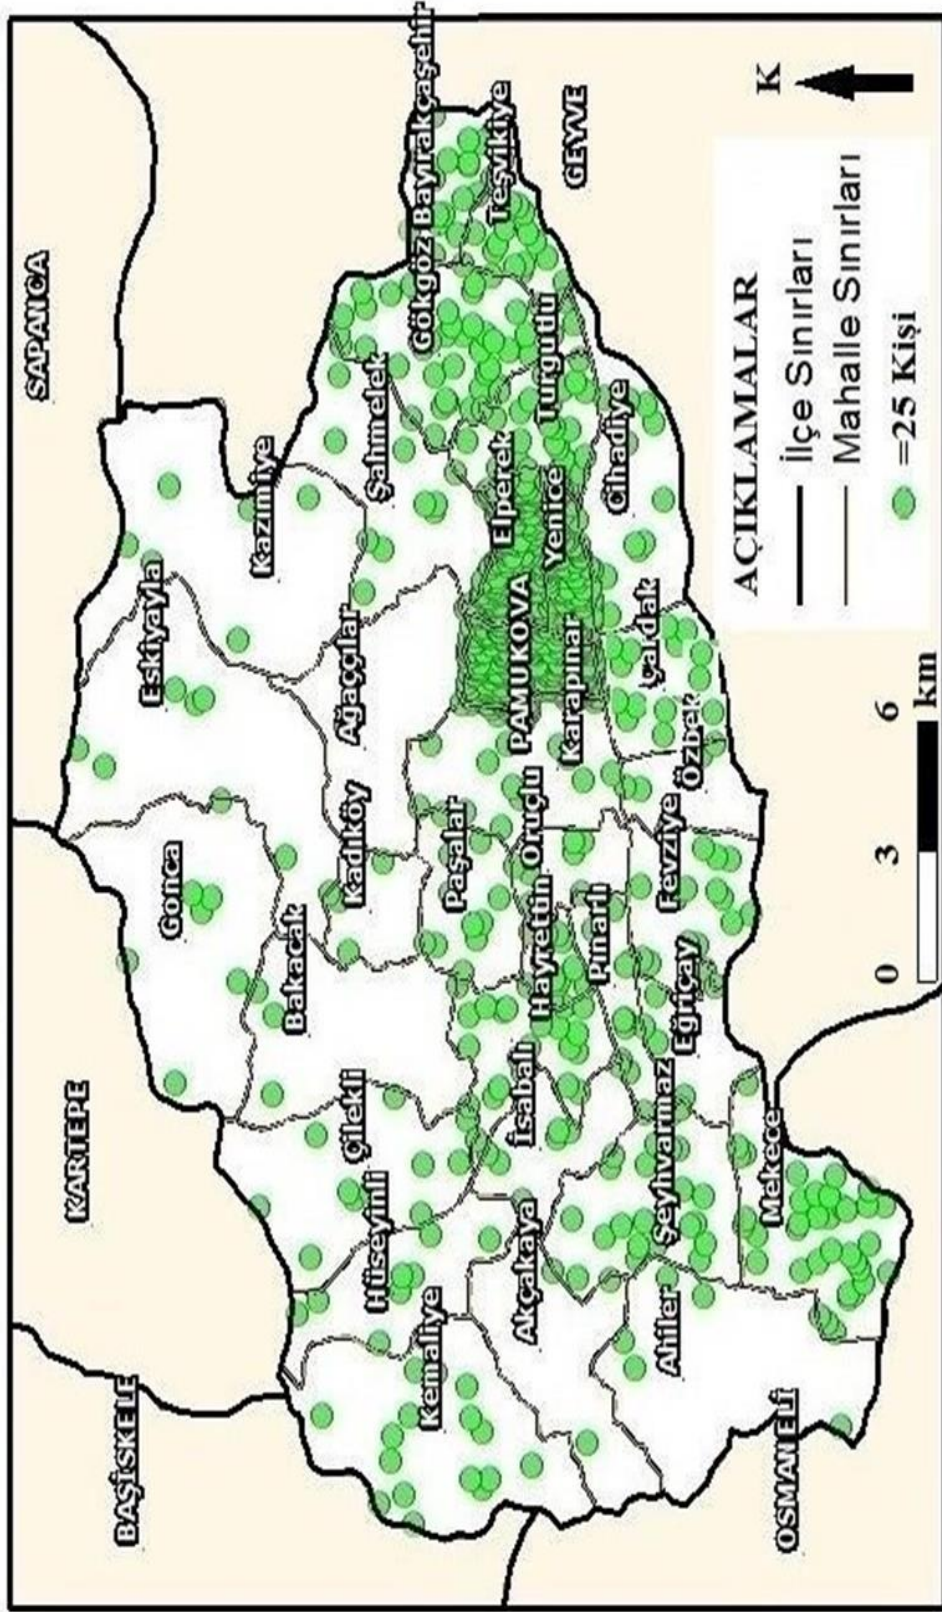 SAPANCA
KARTEPE
BAŞİSKELE
Eskiyayla
Gonca
Kazımiye
Bakacak
Ağaççılar
Kadıköy
Çilekli
Hüseyinli
Şahmelek
Gökgöz
Bayırakçaşehir
Kemaliye
Paşalar
Teşvikiye
Elperek
PAMUKOVA
Oruçlu
Hayrettin
İsabalı
Akçakaya
Turgutlu
Yenice
Karapınar
Pınarlı
GEYVE
Cihadiye
Çardak
Özbek
Fevziye
Eğriçay
Şeyhvarmaz
Ahiler
Mekece
OSMANELİ
K
AÇIKLAMALAR
İlçe Sınırları
Mahalle Sınırları
=25 Kişi
0 3 6
km